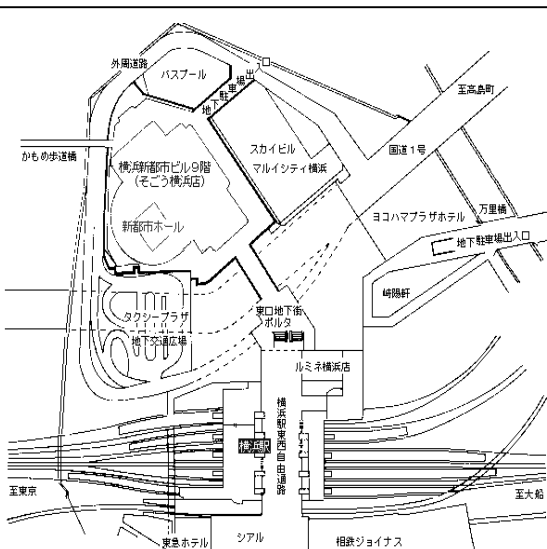 外周道路
バスプール
地下駐車場出口
至高島町
スカイビル
マルイシティ横浜
国道1号
かもめ歩道橋
横浜新都市ビル9階
(そごう横浜店)
新都市ホール
ヨコハマプラザホテル
万里橋
地下駐車場出入口
崎陽軒
東口地下街
ポルタ
タクシープラザ
地下交通広場
ルミネ横浜店
横浜駅東西自由通路
横浜駅
至東京
至大船
東急ホテル
シアル
相鉄ジョイナス